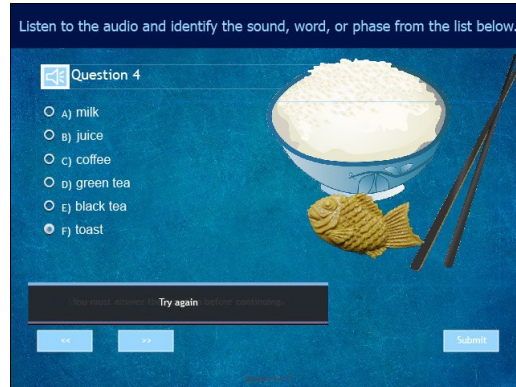 Listen to the audio and identify the sound, word, or phase from the list below.
Question 4
A) milk
B) juice
C) coffee
D) green tea
E) black tea
F) toast
Try again
<< >> Submit